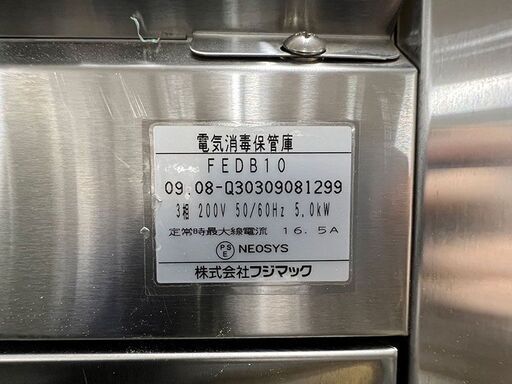 電気消毒保管庫
FEDB10
09.08-Q30309081299
3相 200V 50/60Hz 5.0kW
定常時最大線電流 16.5A
PSE NEOSYS
株式会社フジマック